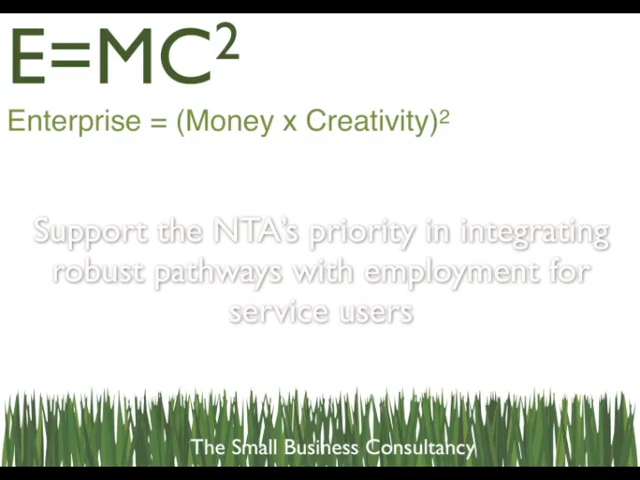 E=MC²
Enterprise = (Money x Creativity)²
Support the NTA's priority in integrating
robust pathways with employment for
service users
The Small Business Consultancy